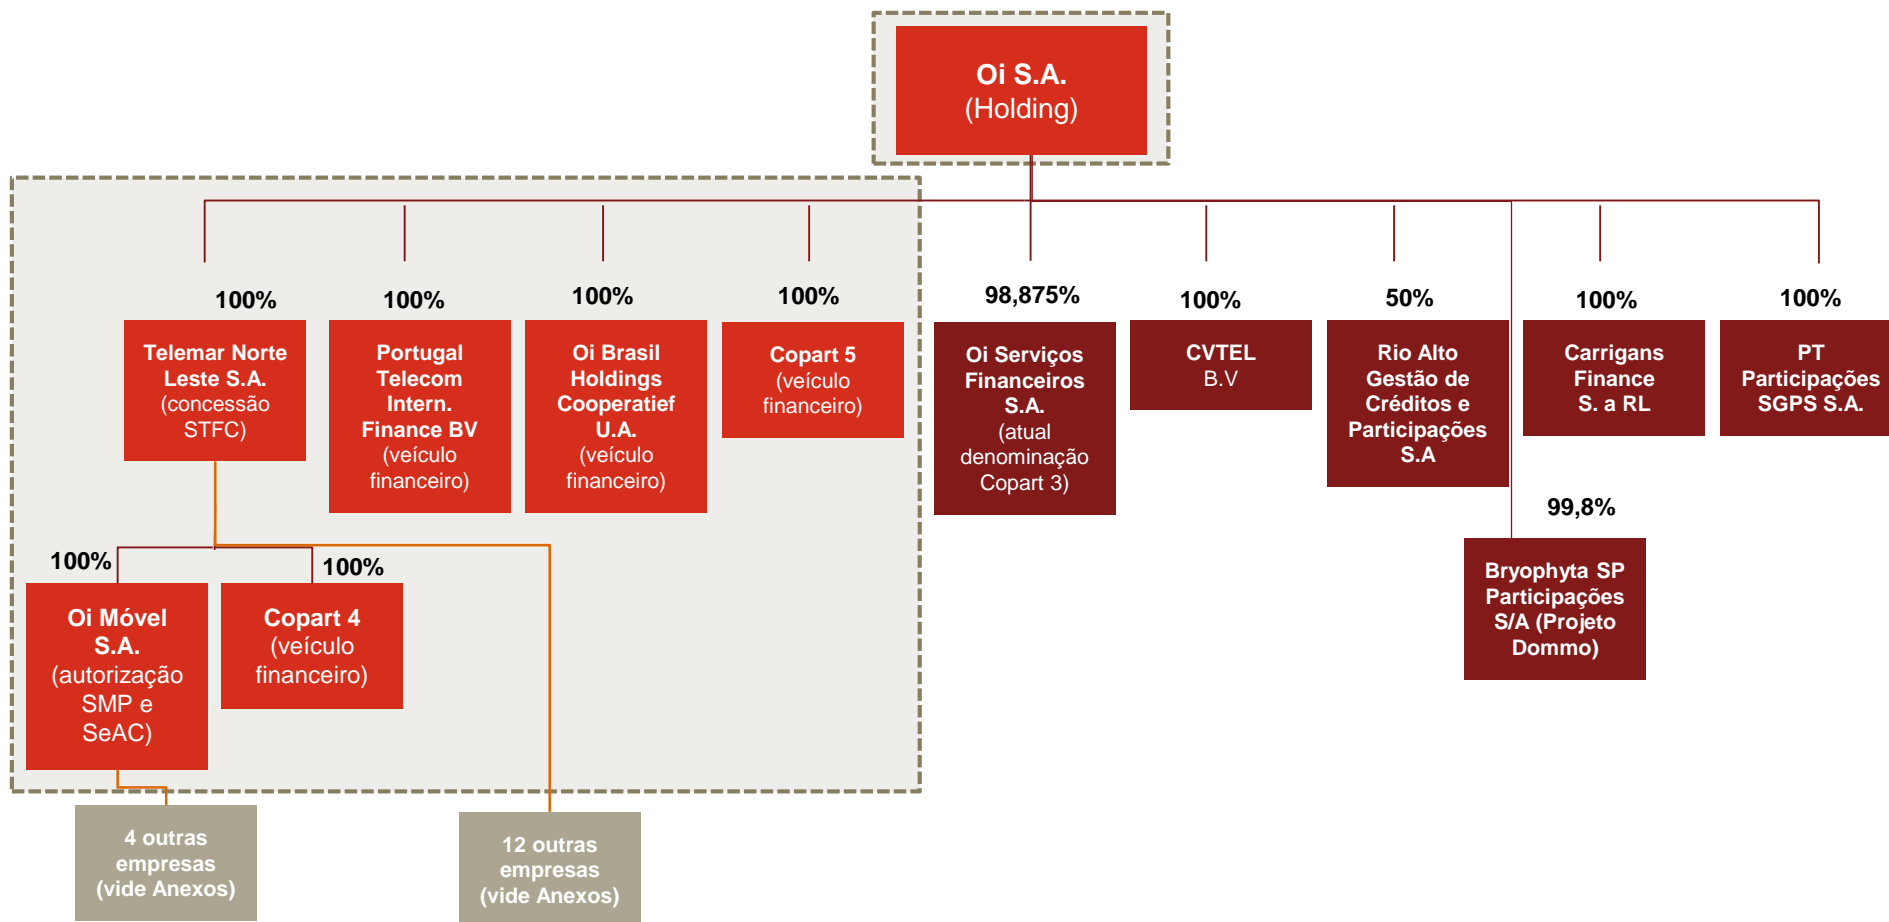 Oi S.A.
(Holding)
100%
100%
100%
100%
98,875%
100%
50%
100%
100%
Telemar Norte
Leste S.A.
(concessão
STFC)
Portugal
Telecom
Intern.
Finance BV
(veículo
financeiro)
Oi Brasil
Holdings
Cooperatief
U.A.
(veículo
financeiro)
Copart 5
(veículo
financeiro)
Oi Serviços
Financeiros
S.A.
(atual
denominação
Copart 3)
CVTEL
B.V
Rio Alto
Gestão de
Créditos e
Participações
S.A
Carrigans
Finance
S. a RL
PT
Participações
SGPS S.A.
99,8%
Bryophyta SP
Participações
S/A (Projeto
Dommo)
100%
100%
Oi Móvel
S.A.
(autorização
SMP e
SeAC)
Copart 4
(veículo
financeiro)
4 outras
empresas
(vide Anexos)
12 outras
empresas
(vide Anexos)